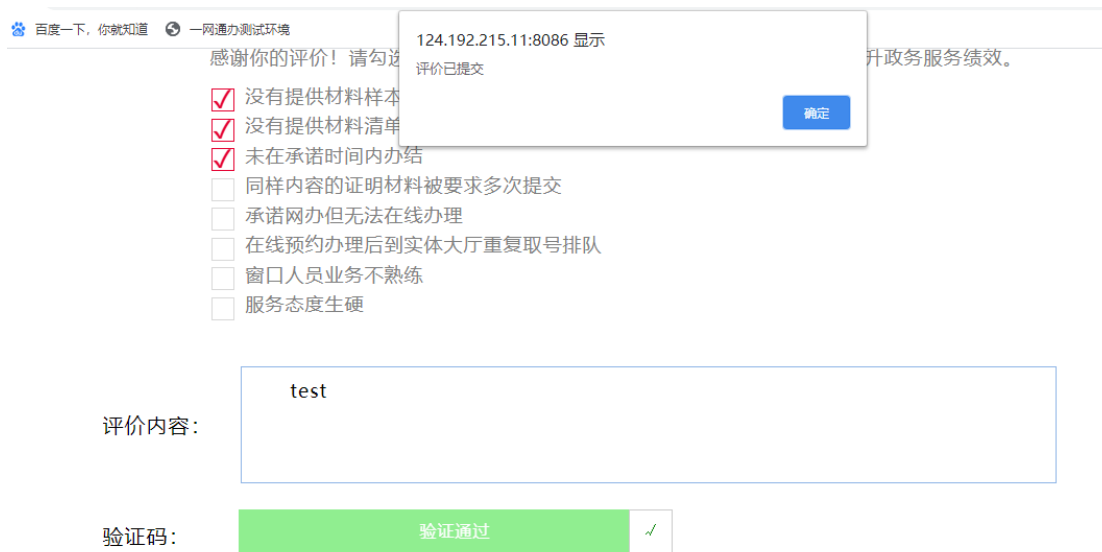 百度一下，你就知道 一网通办测试环境
124.192.215.11:8086 显示
评价已提交
确定
感谢你的评价！请勾选
升政务服务绩效。
没有提供材料样本
没有提供材料清单
未在承诺时间内办结
同样内容的证明材料被要求多次提交
承诺网办但无法在线办理
在线预约办理后到实体大厅重复取号排队
窗口人员业务不熟练
服务态度生硬
评价内容：
test
验证码：
验证通过